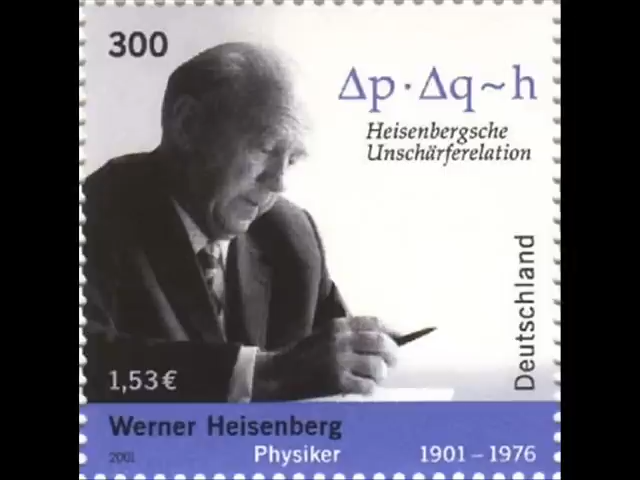 300
Δp·Δq~h
Heisenbergsche
Unschärferelation
Deutschland
1,53€
Werner Heisenberg
2001 Physiker 1901 – 1976